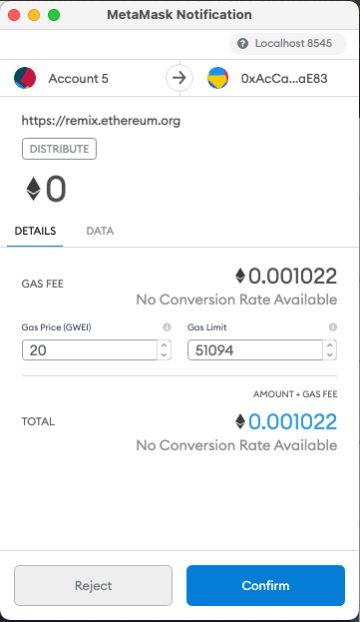 MetaMask Notification
Localhost 8545
Account 5
0xAcCa...aE83
https://remix.ethereum.org
DISTRIBUTE
0
DETAILS
DATA
GAS FEE
0.001022
No Conversion Rate Available
Gas Price (GWEI)
Gas Limit
20
51094
AMOUNT + GAS FEE
TOTAL
0.001022
No Conversion Rate Available
Reject
Confirm